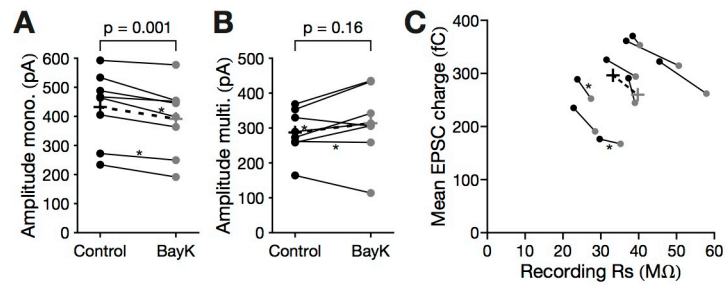 A
p = 0.001
Amplitude mono. (pA)
600
500
400
300
200
100
0
*
*
Control
BayK
B
p = 0.16
Amplitude multi. (pA)
500
400
300
200
100
0
*
*
Control
BayK
C
Mean EPSC charge (fC)
400
300
200
100
0
*
*
0
10
20
30
40
50
60
Recording Rs (MΩ)